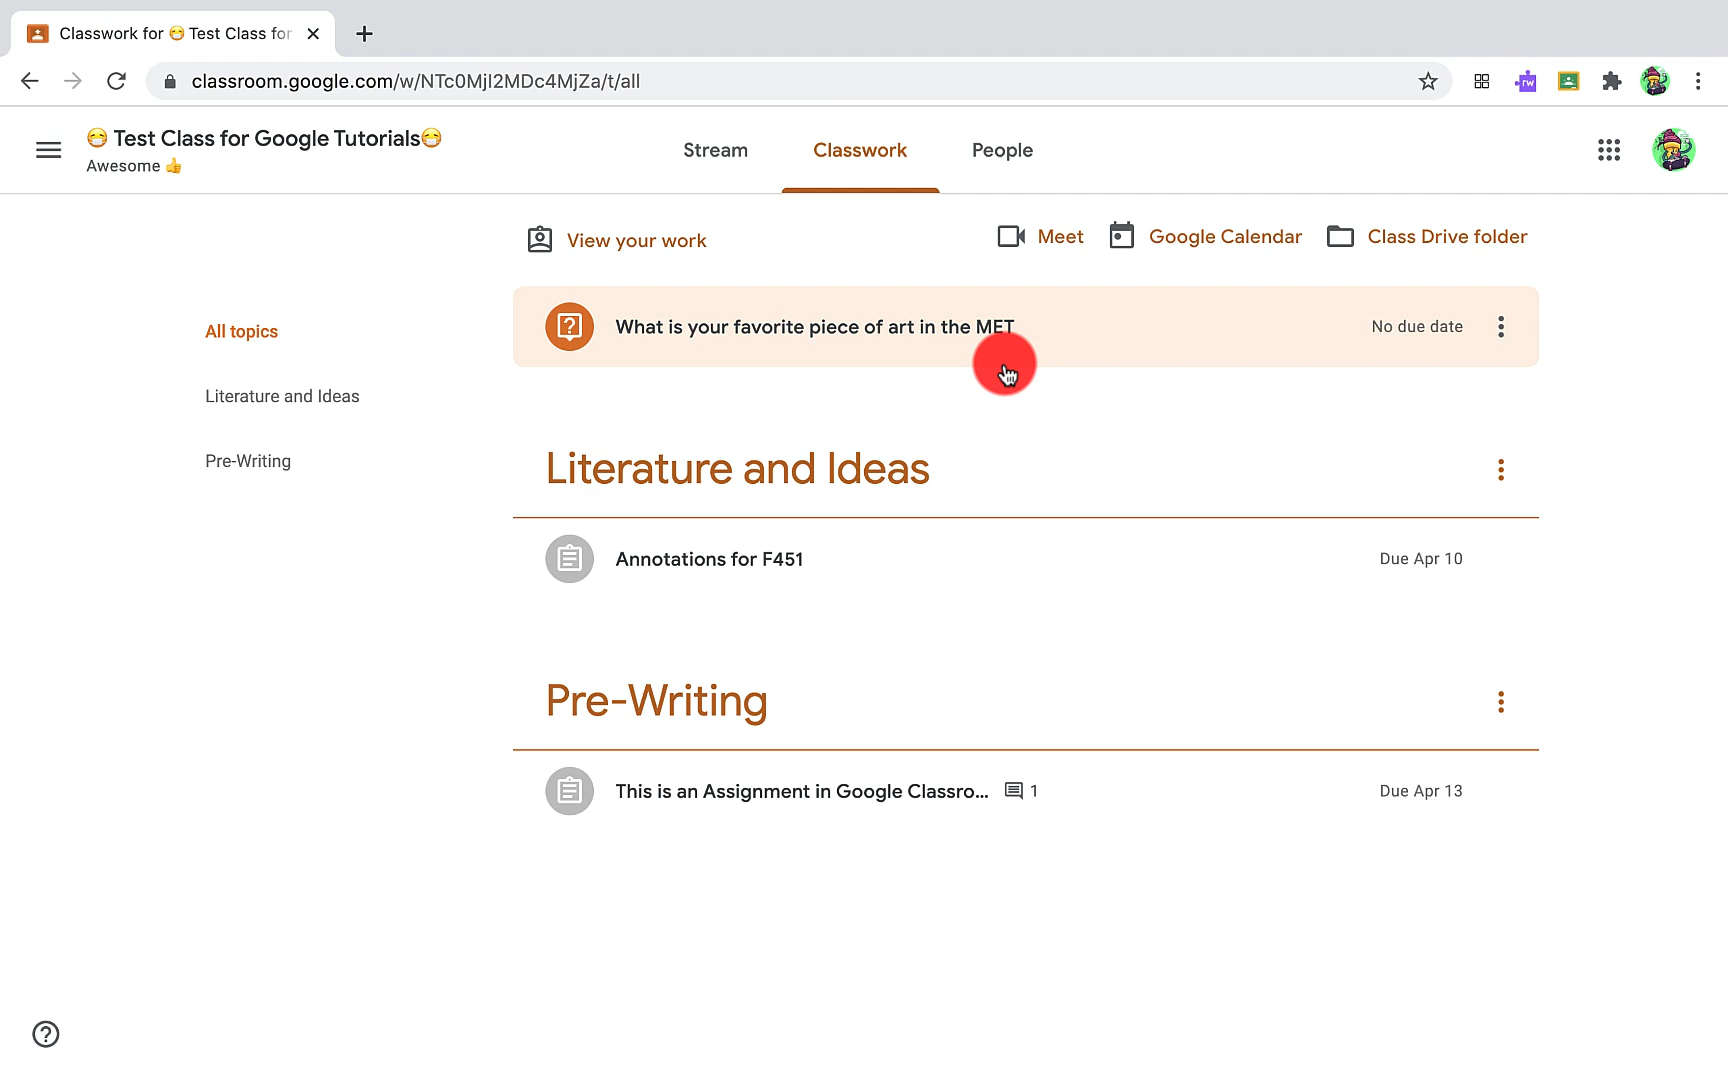 Classwork for 😷 Test Class for
classroom.google.com/w/NTc0MjI2MDc4MjZa/t/all
rw
😷 Test Class for Google Tutorials😷
Awesome 👍
Stream
Classwork
People
View your work
Meet
Google Calendar
Class Drive folder
All topics
Literature and Ideas
Pre-Writing
What is your favorite piece of art in the MET
No due date
Literature and Ideas
Annotations for F451
Due Apr 10
Pre-Writing
This is an Assignment in Google Classro...
1
Due Apr 13